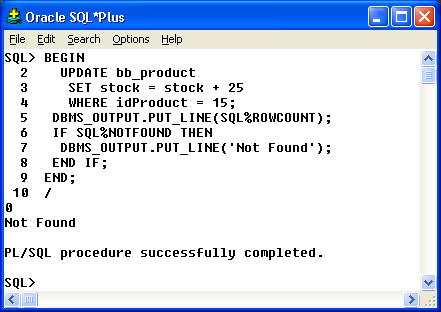 Oracle SQL*Plus
File Edit Search Options Help
SQL> BEGIN
  2    UPDATE bb_product
  3     SET stock = stock + 25
  4     WHERE idProduct = 15;
  5   DBMS_OUTPUT.PUT_LINE(SQL%ROWCOUNT);
  6   IF SQL%NOTFOUND THEN
  7    DBMS_OUTPUT.PUT_LINE('Not Found');
  8   END IF;
  9  END;
 10  /
0
Not Found
PL/SQL procedure successfully completed.
SQL>